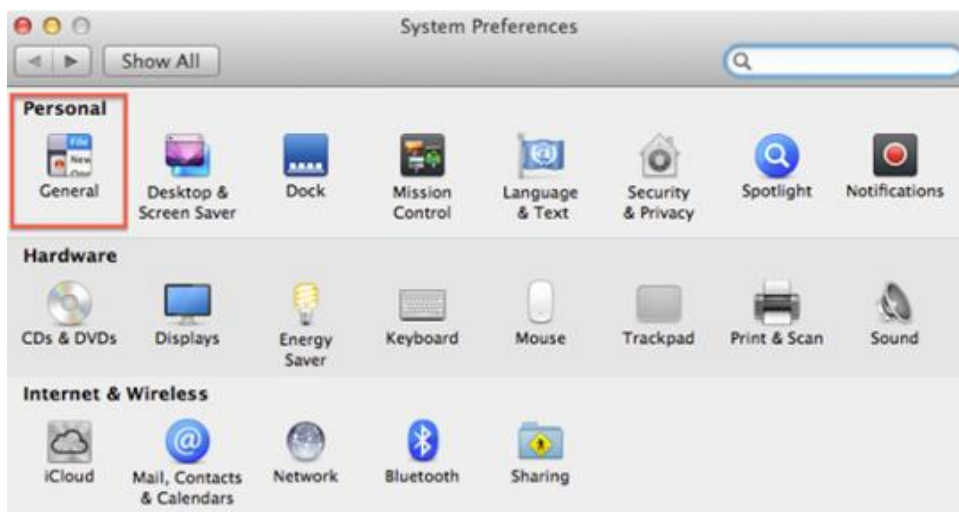 System Preferences
Show All
Personal
File
New
General
Desktop &
Screen Saver
Dock
Mission
Control
Language
& Text
Security
& Privacy
Spotlight
Notifications
Hardware
CDs & DVDs
Displays
Energy
Saver
Keyboard
Mouse
Trackpad
Print & Scan
Sound
Internet & Wireless
iCloud
@
Mail, Contacts
& Calendars
Network
Bluetooth
Sharing